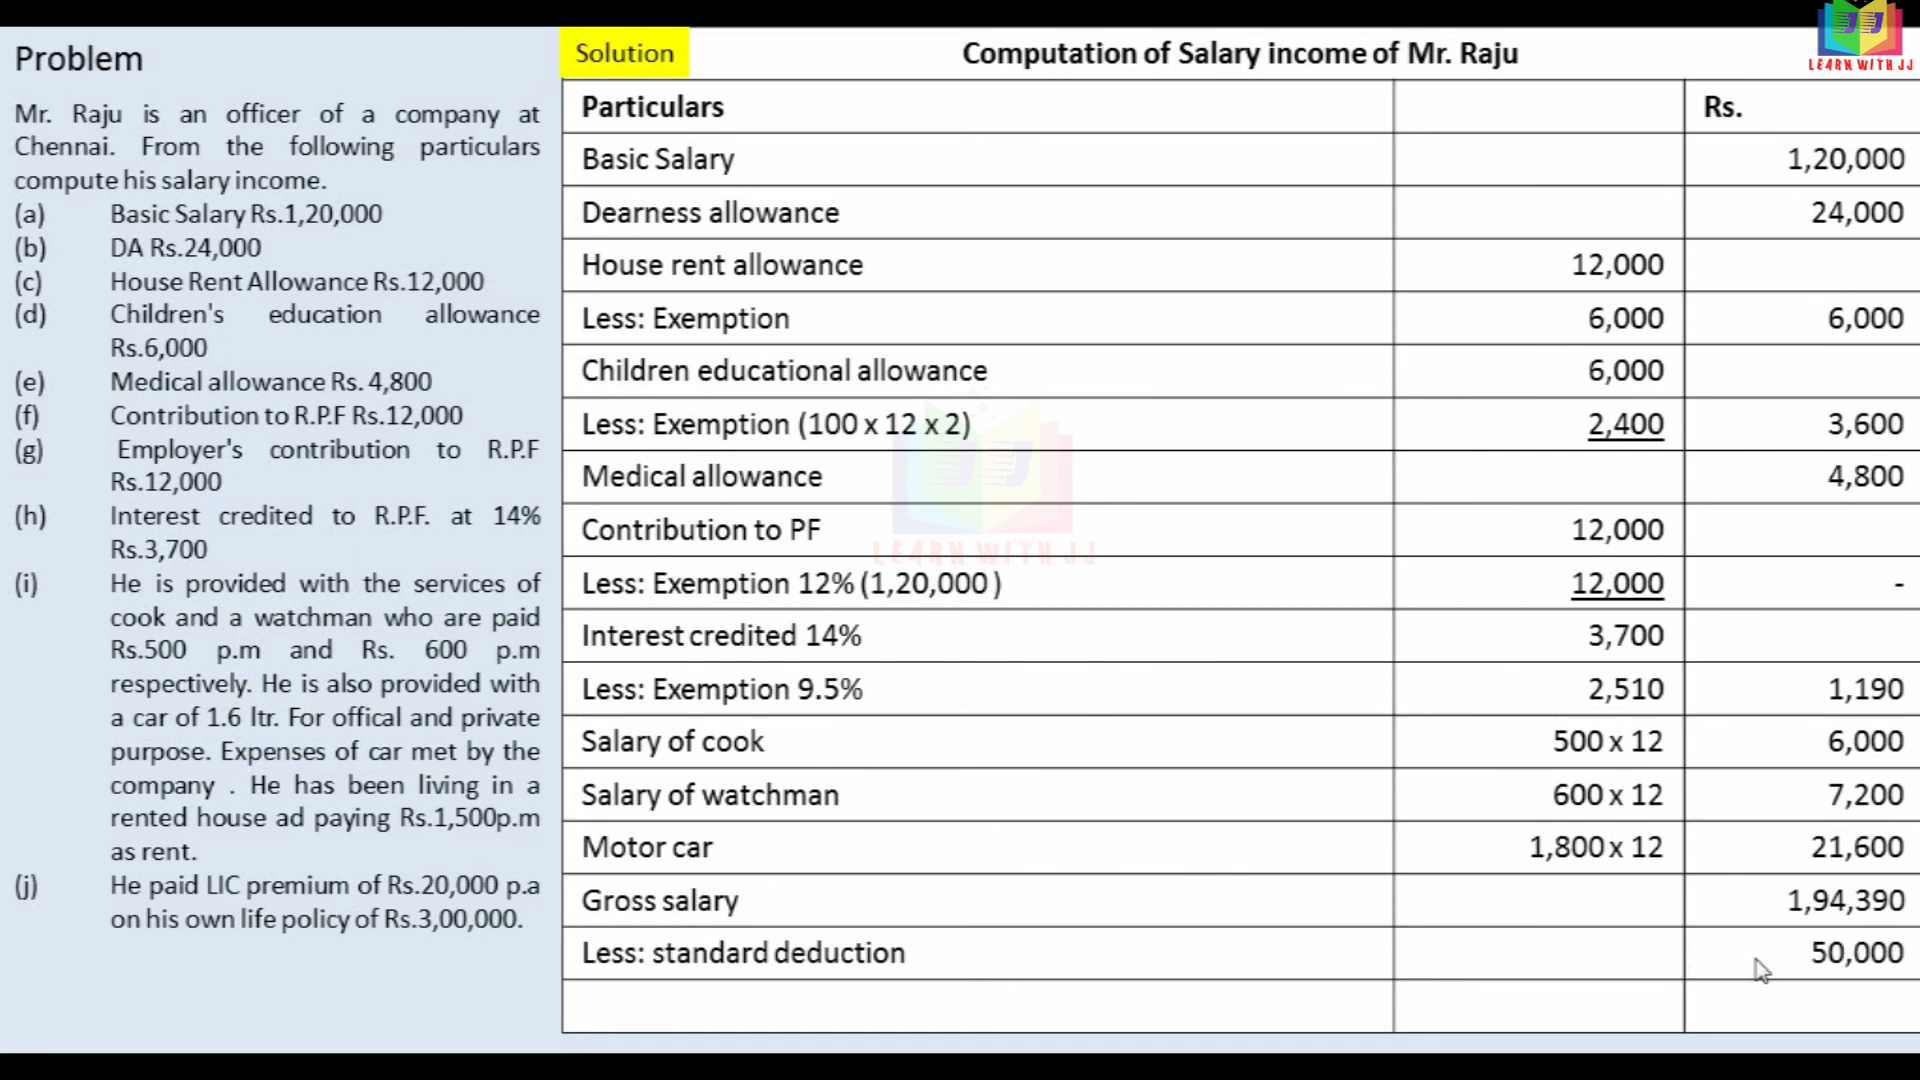 LEARN WITH JJ
Problem
Mr. Raju is an officer of a company at
Chennai. From the following particulars
compute his salary income.
(a) Basic Salary Rs.1,20,000
(b) DA Rs.24,000
(c) House Rent Allowance Rs.12,000
(d) Children's education allowance
Rs.6,000
(e) Medical allowance Rs. 4,800
(f) Contribution to R.P.F Rs.12,000
(g) Employer's contribution to R.P.F
Rs.12,000
(h) Interest credited to R.P.F. at 14%
Rs.3,700
(i) He is provided with the services of
cook and a watchman who are paid
Rs.500 p.m and Rs. 600 p.m
respectively. He is also provided with
a car of 1.6 ltr. For offical and private
purpose. Expenses of car met by the
company . He has been living in a
rented house ad paying Rs.1,500p.m
as rent.
(j) He paid LIC premium of Rs.20,000 p.a
on his own life policy of Rs.3,00,000.
Solution Computation of Salary income of Mr. Raju
Particulars Rs.
Basic Salary 1,20,000
Dearness allowance 24,000
House rent allowance 12,000
Less: Exemption 6,000 6,000
Children educational allowance 6,000
Less: Exemption (100 x 12 x 2) 2,400 3,600
Medical allowance 4,800
Contribution to PF 12,000
LEARN WITH JJ
Less: Exemption 12% (1,20,000 ) 12,000 -
Interest credited 14% 3,700
Less: Exemption 9.5% 2,510 1,190
Salary of cook 500 x 12 6,000
Salary of watchman 600 x 12 7,200
Motor car 1,800 x 12 21,600
Gross salary 1,94,390
Less: standard deduction 50,000